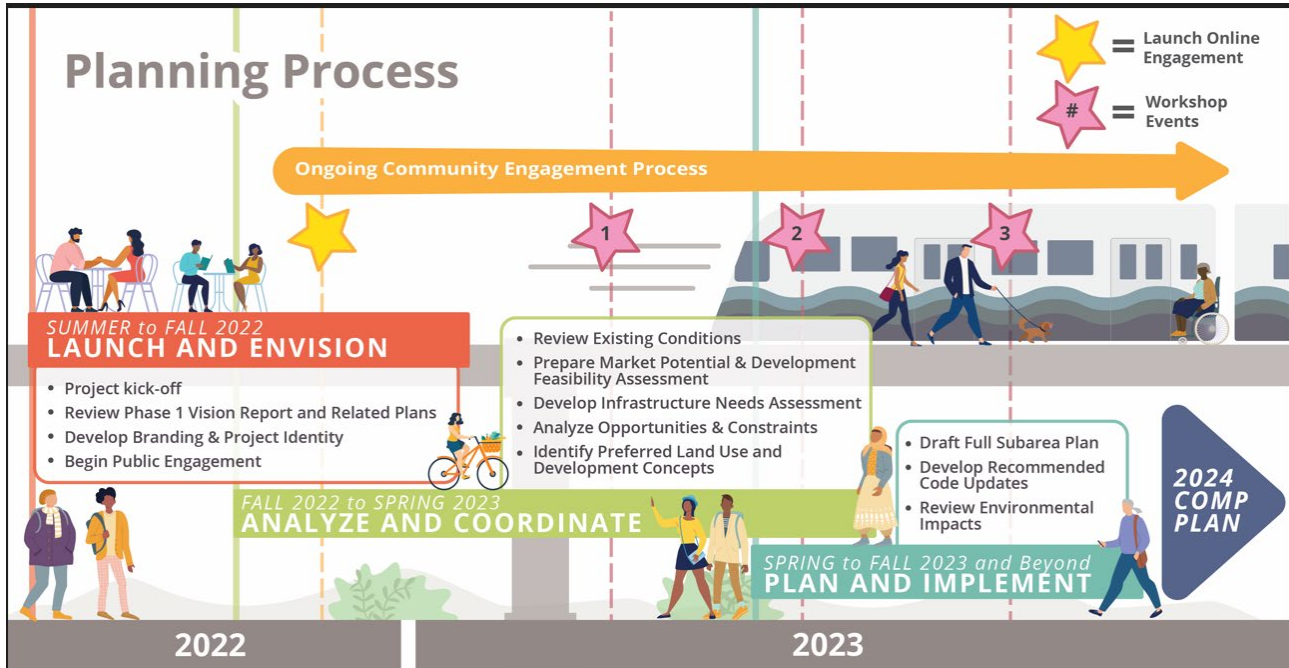 Planning Process
= Launch Online
Engagement
# = Workshop
Events
Ongoing Community Engagement Process
1
2
3
SUMMER to FALL 2022
LAUNCH AND ENVISION
• Project kick-off
• Review Phase 1 Vision Report and Related Plans
• Develop Branding & Project Identity
• Begin Public Engagement
• Review Existing Conditions
• Prepare Market Potential & Development
Feasibility Assessment
• Develop Infrastructure Needs Assessment
• Analyze Opportunities & Constraints
• Identify Preferred Land Use and
Development Concepts
FALL 2022 to SPRING 2023
ANALYZE AND COORDINATE
• Draft Full Subarea Plan
• Develop Recommended
Code Updates
• Review Environmental
Impacts
SPRING to FALL 2023 and Beyond
PLAN AND IMPLEMENT
2024
COMP
PLAN
2022
2023